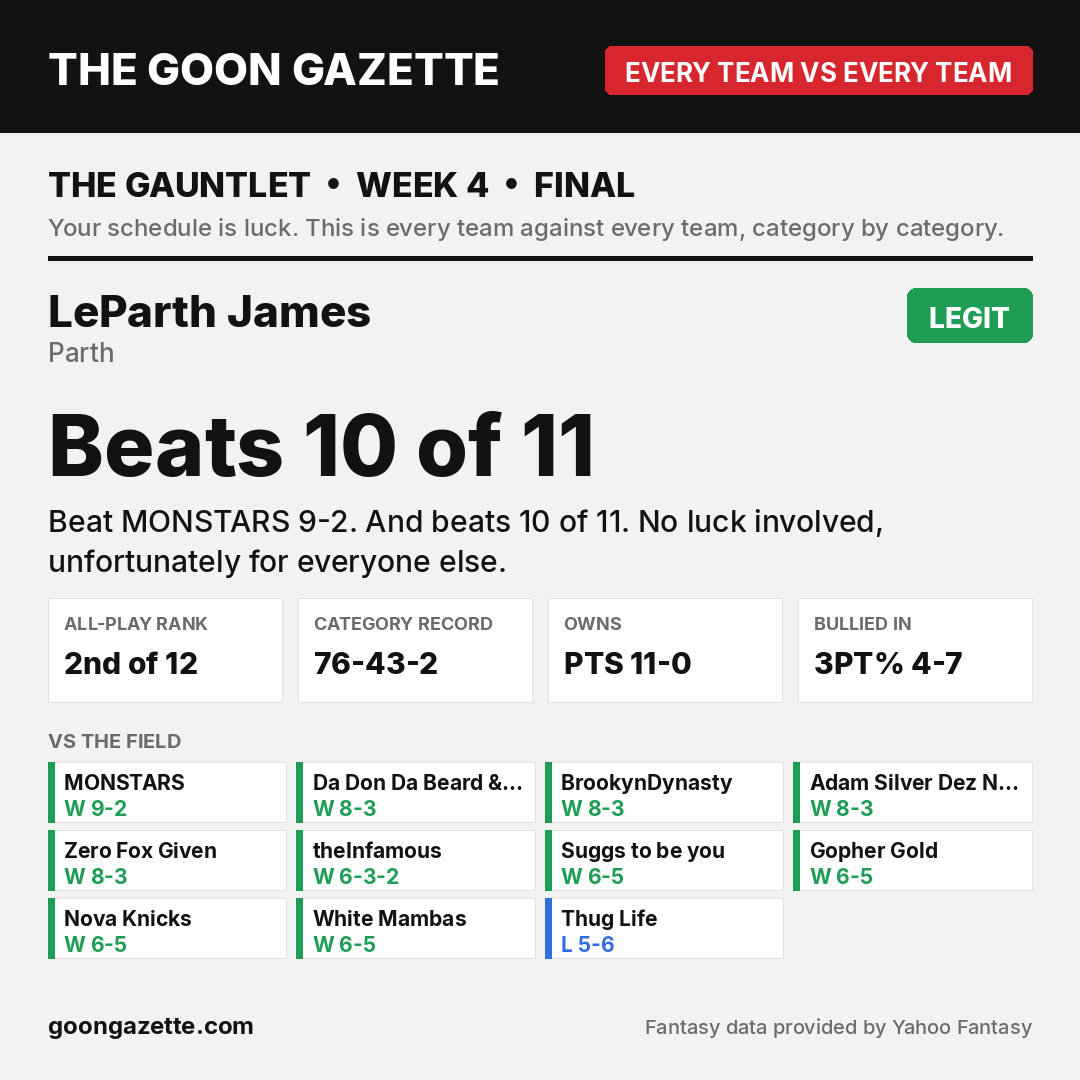 THE GOON GAZETTE
EVERY TEAM VS EVERY TEAM
THE GAUNTLET • WEEK 4 • FINAL
Your schedule is luck. This is every team against every team, category by category.
LeParth James
LEGIT
Parth
Beats 10 of 11
Beat MONSTARS 9-2. And beats 10 of 11. No luck involved,
unfortunately for everyone else.
ALL-PLAY RANK
2nd of 12
CATEGORY RECORD
76-43-2
OWNS
PTS 11-0
BULLIED IN
3PT% 4-7
VS THE FIELD
MONSTARS
W 9-2
Da Don Da Beard &...
W 8-3
BrookynDynasty
W 8-3
Adam Silver Dez N...
W 8-3
Zero Fox Given
W 8-3
theInfamous
W 6-3-2
Suggs to be you
W 6-5
Gopher Gold
W 6-5
Nova Knicks
W 6-5
White Mambas
W 6-5
Thug Life
L 5-6
goongazette.com
Fantasy data provided by Yahoo Fantasy